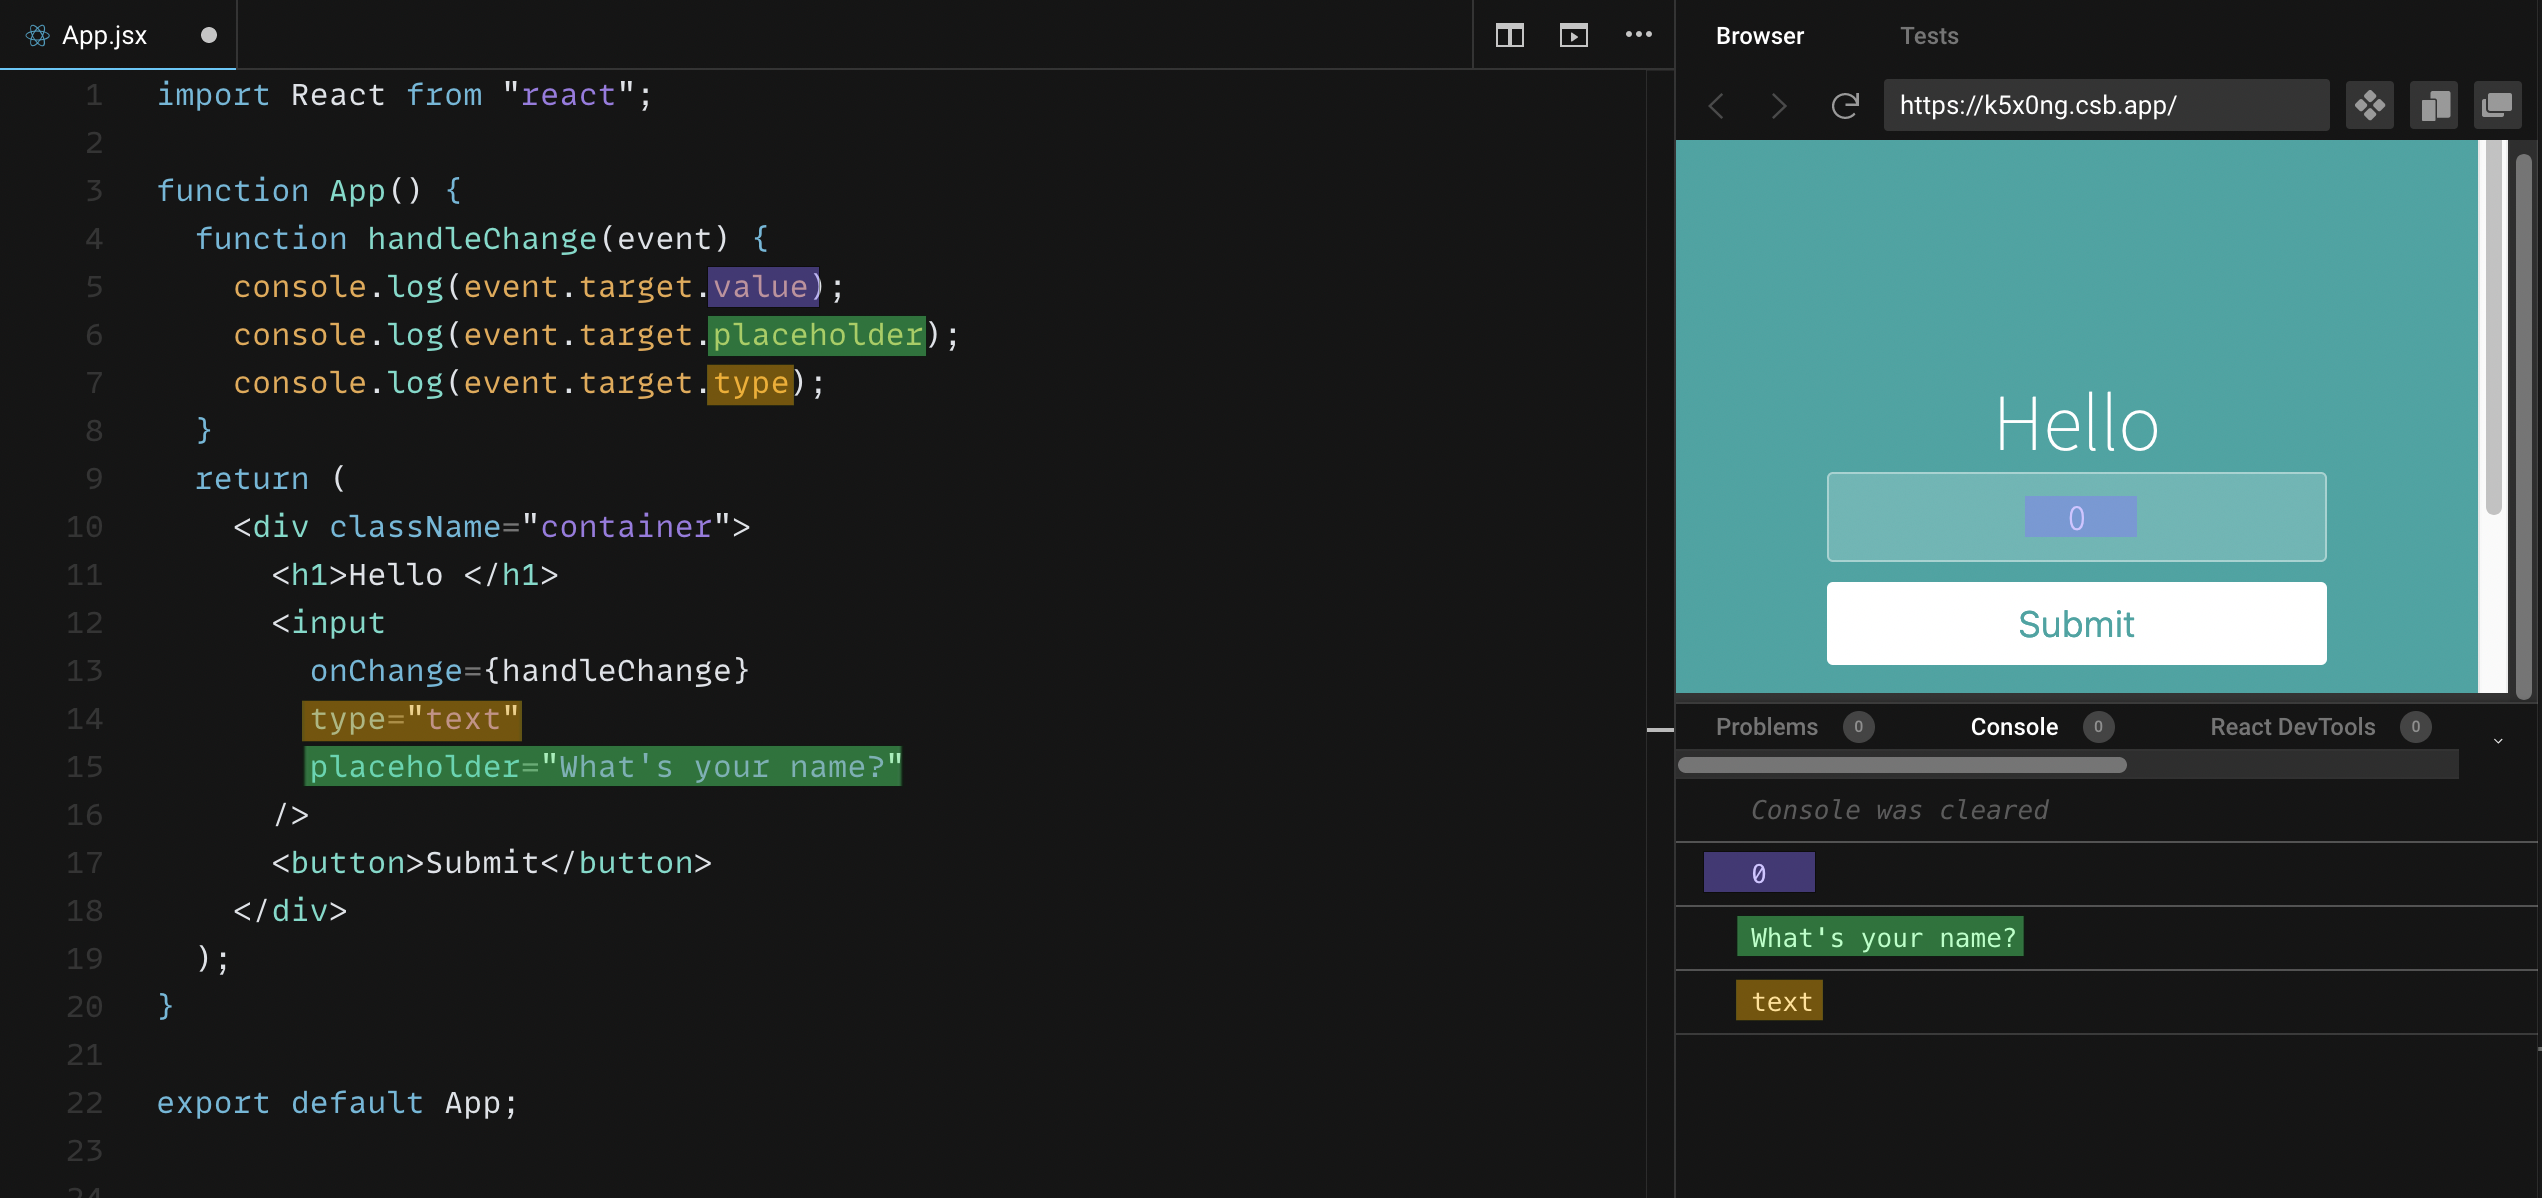 App.jsx
1 import React from "react";
2
3 function App() {
4 function handleChange(event) {
5 console.log(event.target.value);
6 console.log(event.target.placeholder);
7 console.log(event.target.type);
8 }
9 return (
10 <div className="container">
11 <h1>Hello </h1>
12 <input
13 onChange={handleChange}
14 type="text"
15 placeholder="What's your name?"
16 />
17 <button>Submit</button>
18 </div>
19 );
20 }
21
22 export default App;
23
24
Browser Tests
https://k5x0ng.csb.app/
Hello
0
Submit
Problems 0 Console 0 React DevTools 0
Console was cleared
0
What's your name?
text